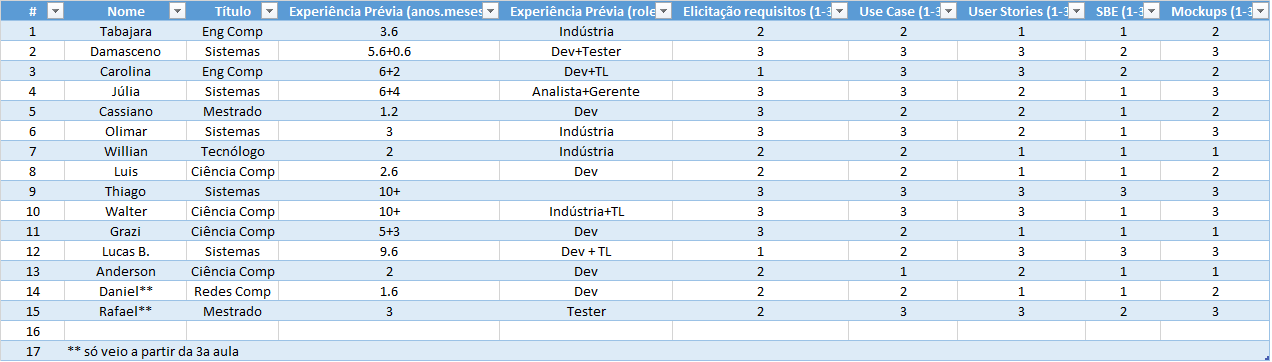 # Nome Título Experiência Prévia (anos.meses Experiência Prévia (role Elicitação requisitos (1-3 Use Case (1-3 User Stories (1-3 SBE (1-3 Mockups (1-3
1 Tabajara Eng Comp 3.6 Indústria 2 2 1 1 2
2 Damasceno Sistemas 5.6+0.6 Dev+Tester 3 3 3 2 3
3 Carolina Eng Comp 6+2 Dev+TL 1 3 3 2 2
4 Júlia Sistemas 6+4 Analista+Gerente 3 3 2 1 3
5 Cassiano Mestrado 1.2 Dev 3 2 2 1 2
6 Olimar Sistemas 3 Indústria 3 3 2 1 3
7 Willian Tecnólogo 2 Indústria 2 2 1 1 1
8 Luis Ciência Comp 2.6 Dev 2 2 1 1 2
9 Thiago Sistemas 10+ 3 3 3 3 3
10 Walter Ciência Comp 10+ Indústria+TL 3 3 3 1 3
11 Grazi Ciência Comp 5+3 Dev 3 2 1 1 1
12 Lucas B. Sistemas 9.6 Dev + TL 1 2 3 3 3
13 Anderson Ciência Comp 2 Dev 2 1 2 1 1
14 Daniel** Redes Comp 1.6 Dev 2 2 1 1 2
15 Rafael** Mestrado 3 Tester 2 3 3 2 3
16
17 ** só veio a partir da 3a aula